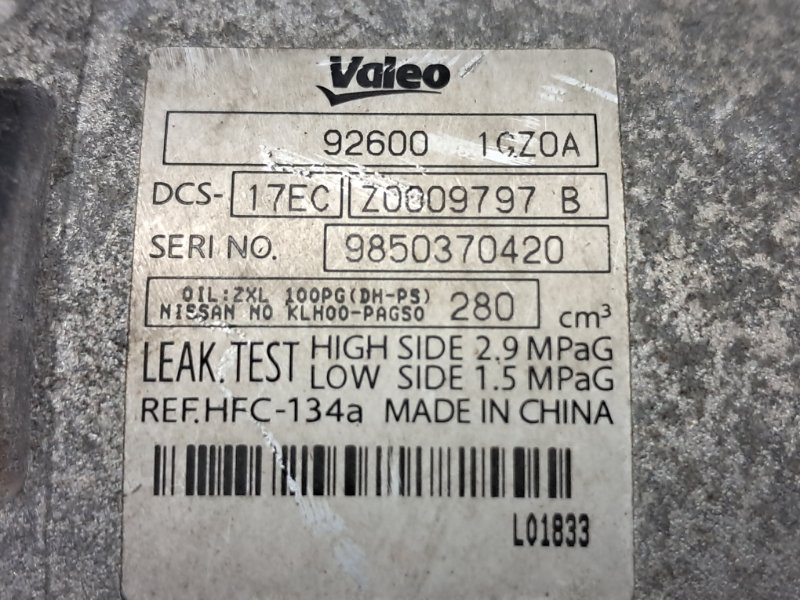 Valeo
92600 1GZ0A
DCS- 17EC Z0009797 B
SERI NO. 9850370420
OIL:ZXL 100PG(DH-PS)
NISSAN NO KLH00-PAGS0 280 cm³
LEAK.TEST HIGH SIDE 2.9 MPaG
LOW SIDE 1.5 MPaG
REF.HFC-134a MADE IN CHINA
L01833